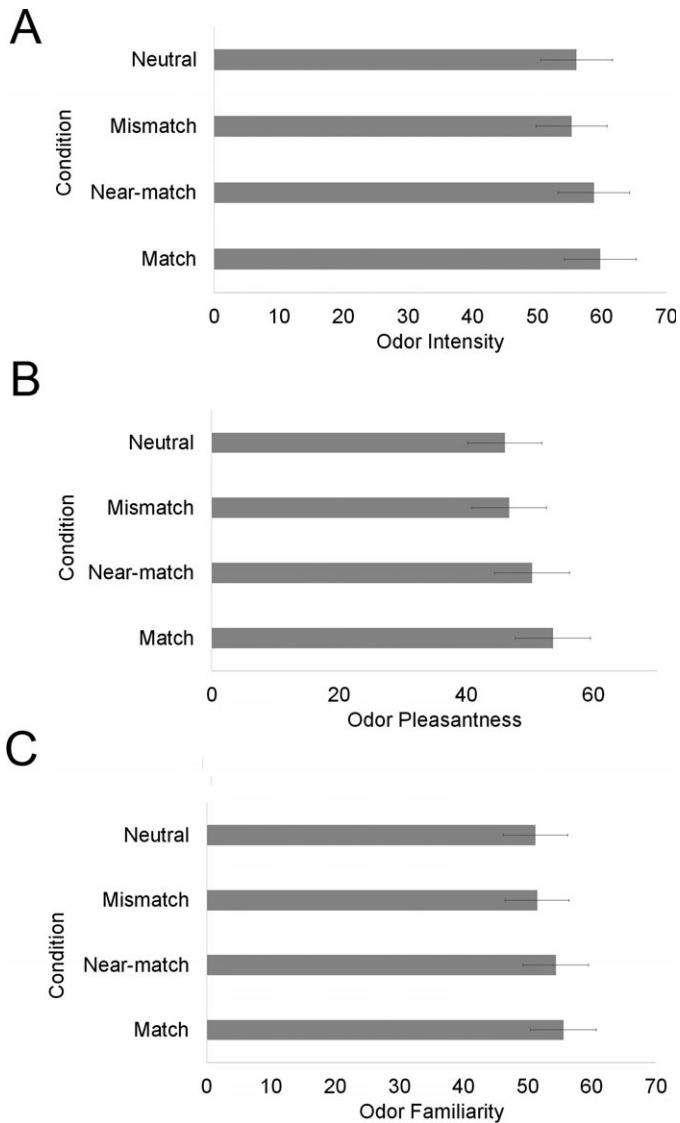 A
Condition
Neutral
Mismatch
Near-match
Match
0 10 20 30 40 50 60 70
Odor Intensity
B
Condition
Neutral
Mismatch
Near-match
Match
0 20 40 60
Odor Pleasantness
C
Condition
Neutral
Mismatch
Near-match
Match
0 10 20 30 40 50 60 70
Odor Familiarity